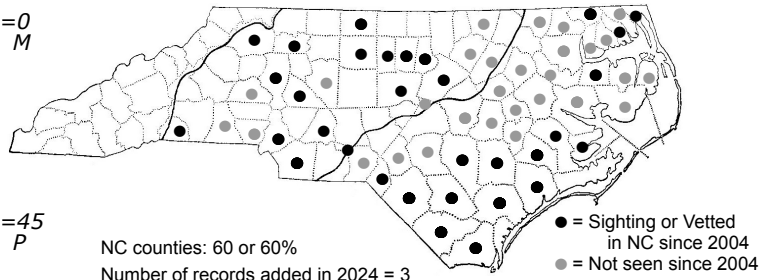 =0
M
=45
P
NC counties: 60 or 60%
Number of records added in 2024 = 3
= Sighting or Vetted
in NC since 2004
= Not seen since 2004